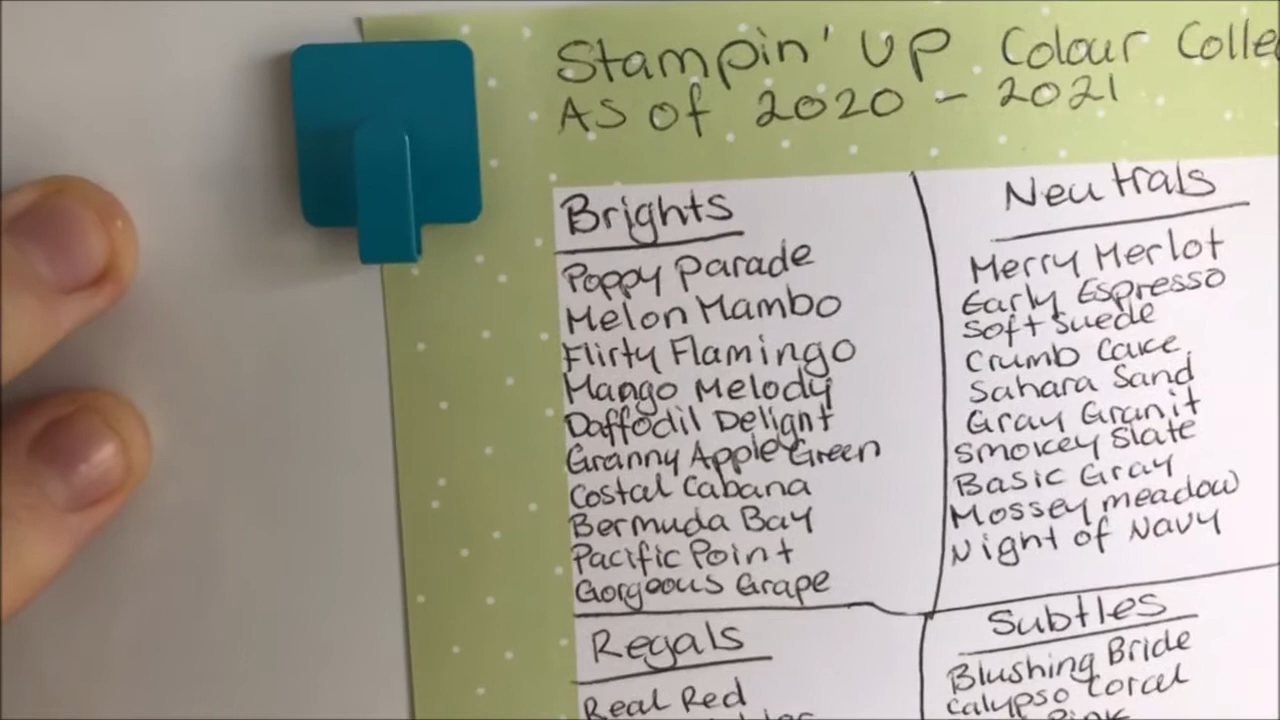 Stampin' Up Colour Colle
As of 2020 - 2021
Brights
Poppy Parade
Melon Mambo
Flirty Flamingo
Mango Melody
Daffodil Delight
Granny Apple Green
Costal Cabana
Bermuda Bay
Pacific Point
Gorgeous Grape
Neutrals
Merry Merlot
Early Espresso
Soft Suede
Crumb Cake
Sahara Sand
Gray Granit
Smokey Slate
Basic Gray
Mossey meadow
Night of Navy
Regals
Real Red
Subtles
Blushing Bride
Calypso Corcel